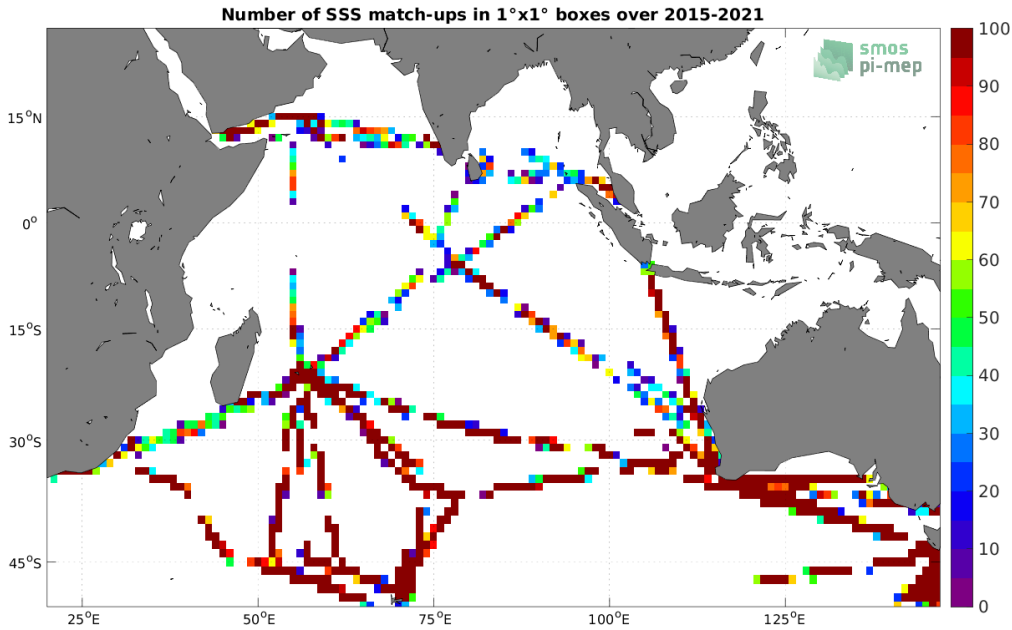 Number of SSS match-ups in 1°x1° boxes over 2015-2021
smos
pi-mep
15°N
0°
15°S
30°S
45°S
25°E
50°E
75°E
100°E
125°E
100
90
80
70
60
50
40
30
20
10
0